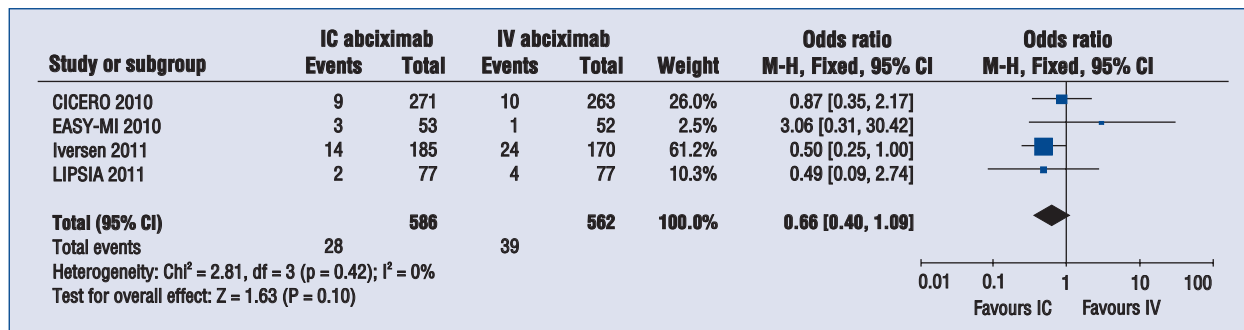 IC abciximab IV abciximab Odds ratio Odds ratio
Study or subgroup Events Total Events Total Weight M-H, Fixed, 95% CI M-H, Fixed, 95% CI
CICERO 2010 9 271 10 263 26.0% 0.87 [0.35, 2.17]
EASY-MI 2010 3 53 1 52 2.5% 3.06 [0.31, 30.42]
Iversen 2011 14 185 24 170 61.2% 0.50 [0.25, 1.00]
LIPSIA 2011 2 77 4 77 10.3% 0.49 [0.09, 2.74]
Total (95% CI) 586 562 100.0% 0.66 [0.40, 1.09]
Total events 28 39
Heterogeneity: Chi² = 2.81, df = 3 (p = 0.42); I² = 0%
Test for overall effect: Z = 1.63 (P = 0.10)
0.01 0.1 1 10 100
Favours IC Favours IV